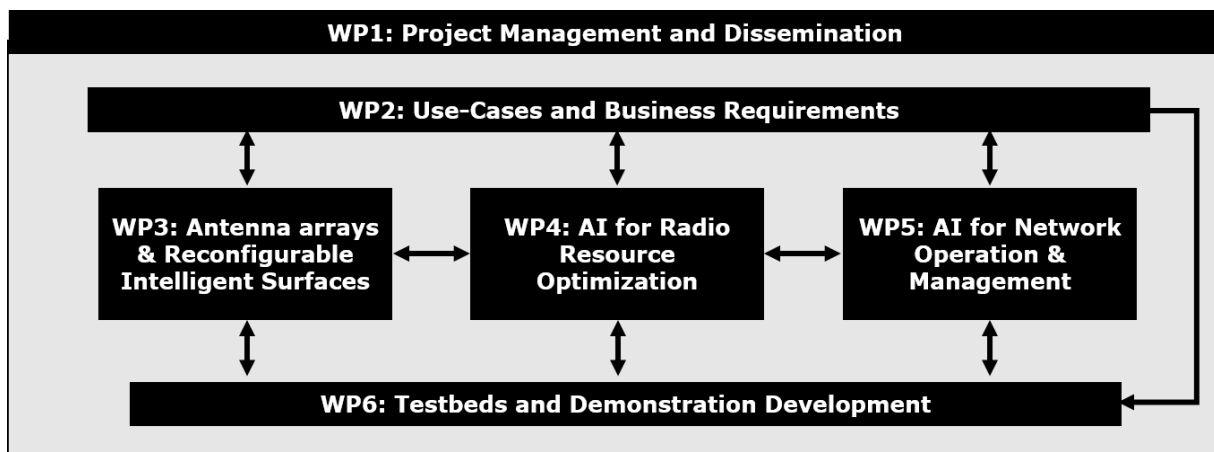 WP1: Project Management and Dissemination
WP2: Use-Cases and Business Requirements
WP3: Antenna arrays
& Reconfigurable
Intelligent Surfaces
WP4: AI for Radio
Resource
Optimization
WP5: AI for Network
Operation &
Management
WP6: Testbeds and Demonstration Development